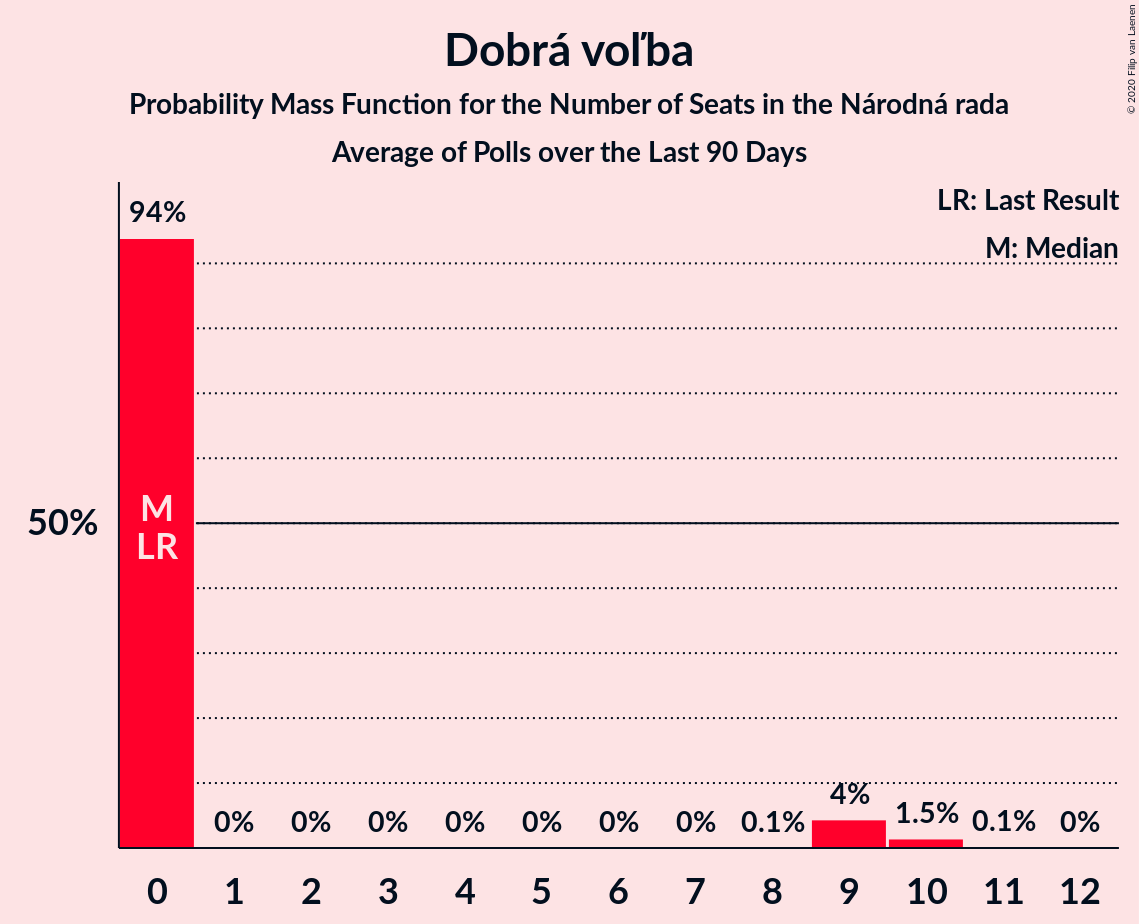 Dobrá voľba
Probability Mass Function for the Number of Seats in the Národná rada
Average of Polls over the Last 90 Days
© 2020 Filip van Laenen
LR: Last Result
M: Median
94%
50%
M
LR
0% 0% 0% 0% 0% 0% 0% 0.1% 4% 1.5% 0.1% 0%
0 1 2 3 4 5 6 7 8 9 10 11 12